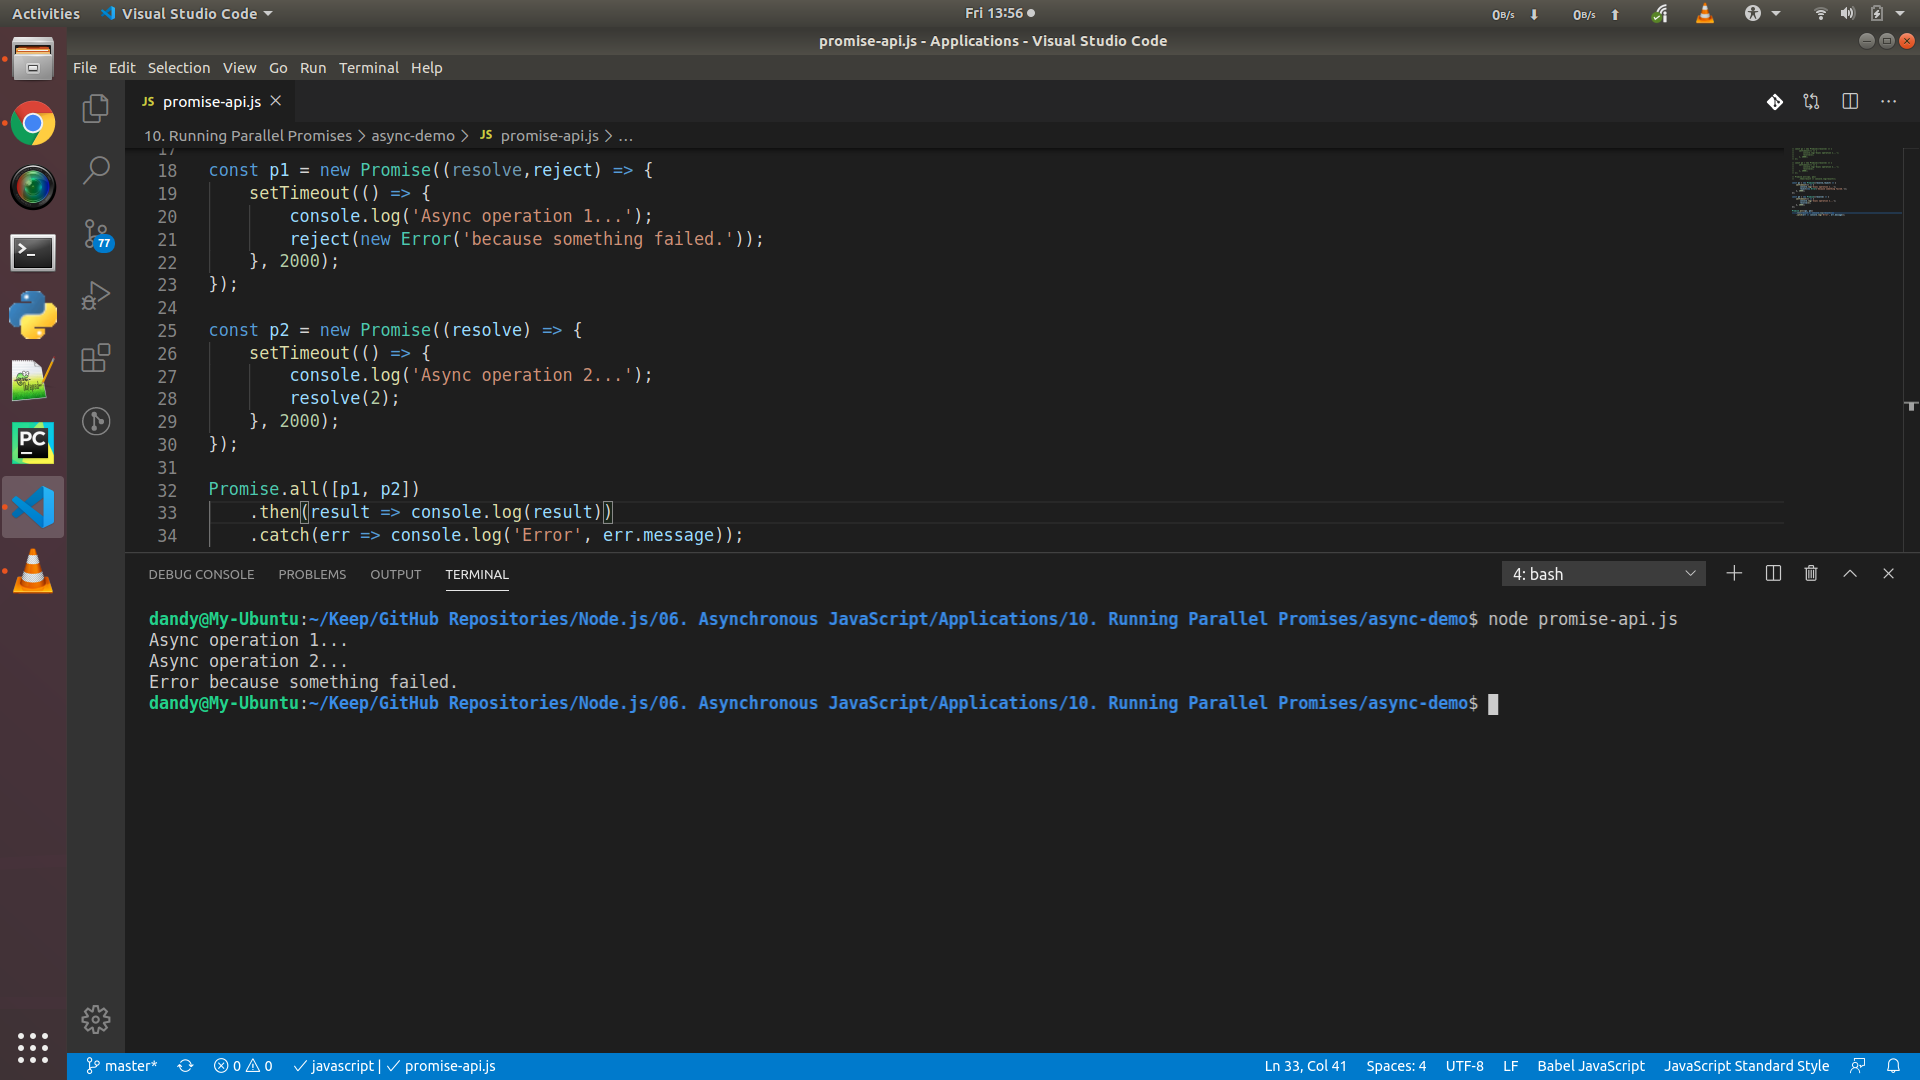 Activities Visual Studio Code Fri 13:56 0B/s 0B/s
promise-api.js - Applications - Visual Studio Code
File Edit Selection View Go Run Terminal Help
JS promise-api.js
10. Running Parallel Promises > async-demo > JS promise-api.js > ...
77
PC
17
18 const p1 = new Promise((resolve,reject) => {
19     setTimeout(() => {
20         console.log('Async operation 1...');
21         reject(new Error('because something failed.'));
22     }, 2000);
23 });
24
25 const p2 = new Promise((resolve) => {
26     setTimeout(() => {
27         console.log('Async operation 2...');
28         resolve(2);
29     }, 2000);
30 });
31
32 Promise.all([p1, p2])
33     .then(result => console.log(result))
34     .catch(err => console.log('Error', err.message));
DEBUG CONSOLE PROBLEMS OUTPUT TERMINAL 4: bash
dandy@My-Ubuntu:~/Keep/GitHub Repositories/Node.js/06. Asynchronous JavaScript/Applications/10. Running Parallel Promises/async-demo$ node promise-api.js
Async operation 1...
Async operation 2...
Error because something failed.
dandy@My-Ubuntu:~/Keep/GitHub Repositories/Node.js/06. Asynchronous JavaScript/Applications/10. Running Parallel Promises/async-demo$
master* 0 0 javascript | promise-api.js Ln 33, Col 41 Spaces: 4 UTF-8 LF Babel JavaScript JavaScript Standard Style